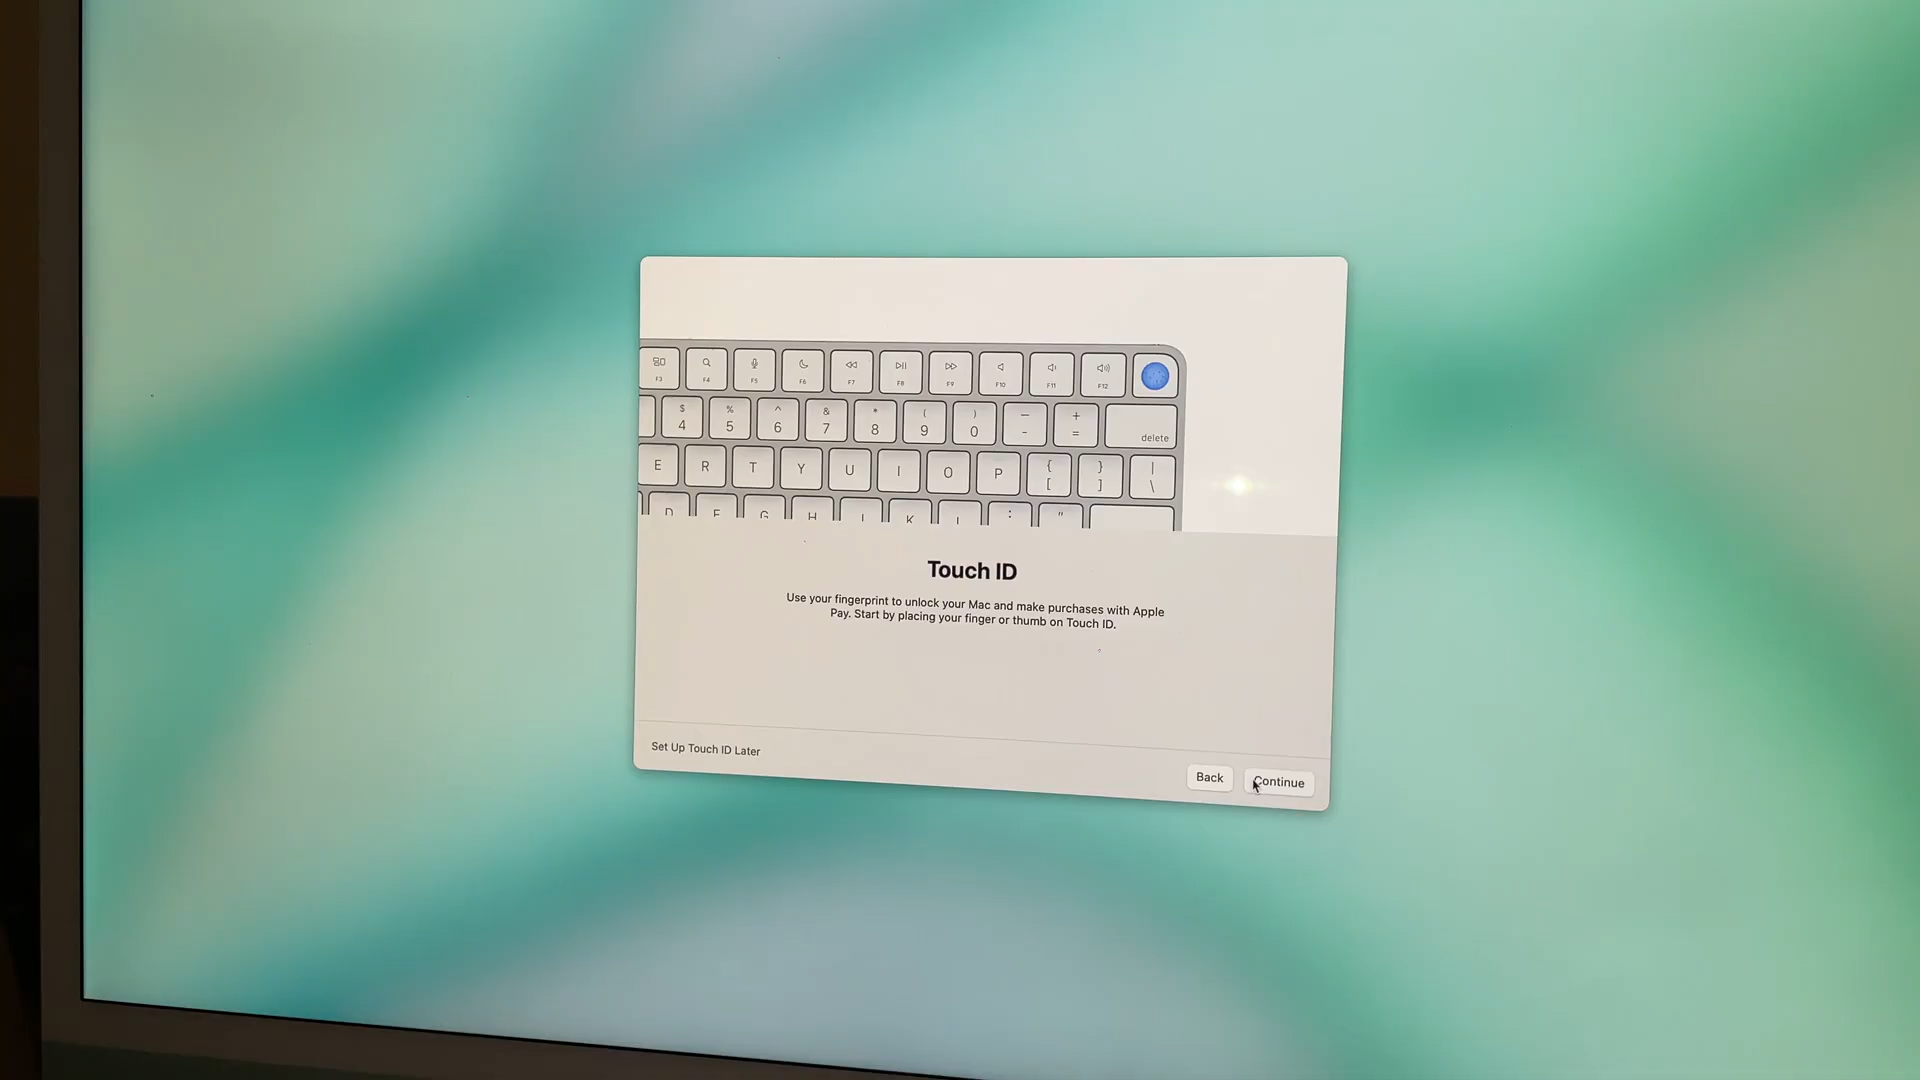 F3 F4 F5 F6 F7 F8 F9 F10 F11 F12
$ % ^ & * ( ) — +
4 5 6 7 8 9 0 - = delete
E R T Y U I O P { } |
[ ] \
D F G H J K L : "
Touch ID
Use your fingerprint to unlock your Mac and make purchases with Apple
Pay. Start by placing your finger or thumb on Touch ID.
Set Up Touch ID Later
Back Continue